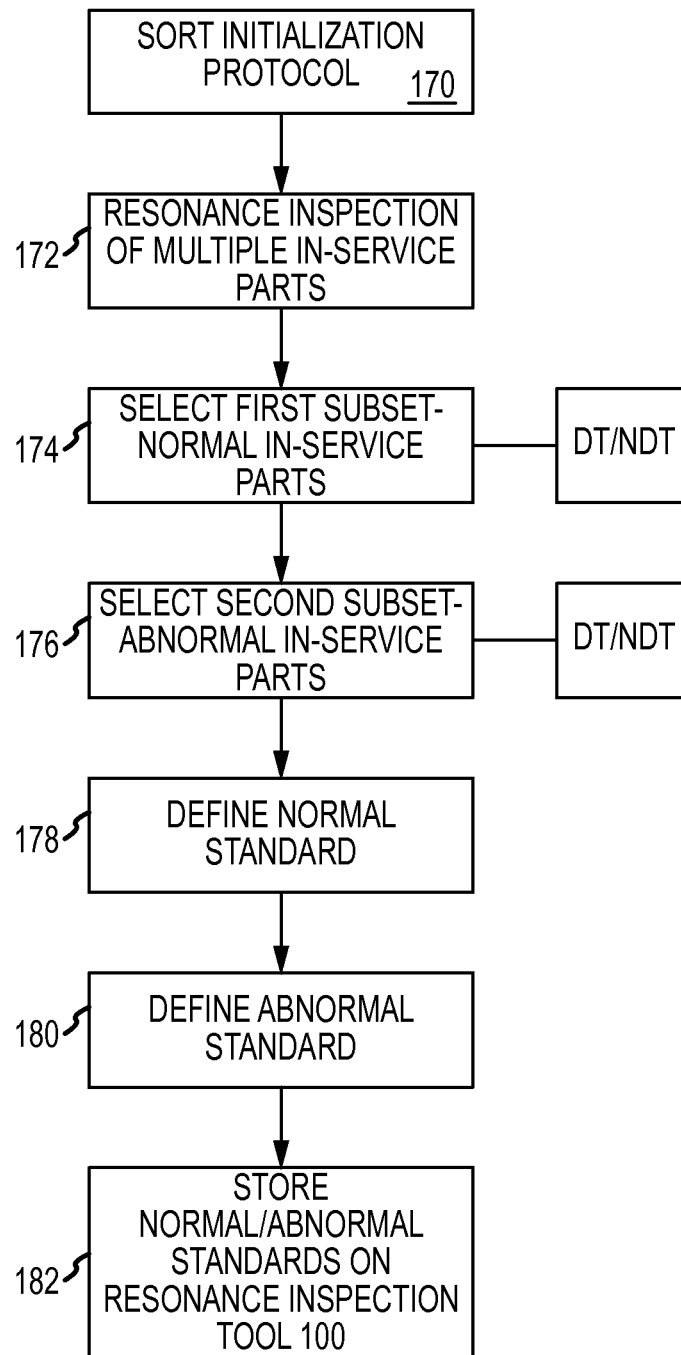 SORT INITIALIZATION
PROTOCOL 170
172
RESONANCE INSPECTION
OF MULTIPLE IN-SERVICE
PARTS
174
SELECT FIRST SUBSET-
NORMAL IN-SERVICE
PARTS
DT/NDT
176
SELECT SECOND SUBSET-
ABNORMAL IN-SERVICE
PARTS
DT/NDT
178
DEFINE NORMAL
STANDARD
180
DEFINE ABNORMAL
STANDARD
182
STORE
NORMAL/ABNORMAL
STANDARDS ON
RESONANCE INSPECTION
TOOL 100